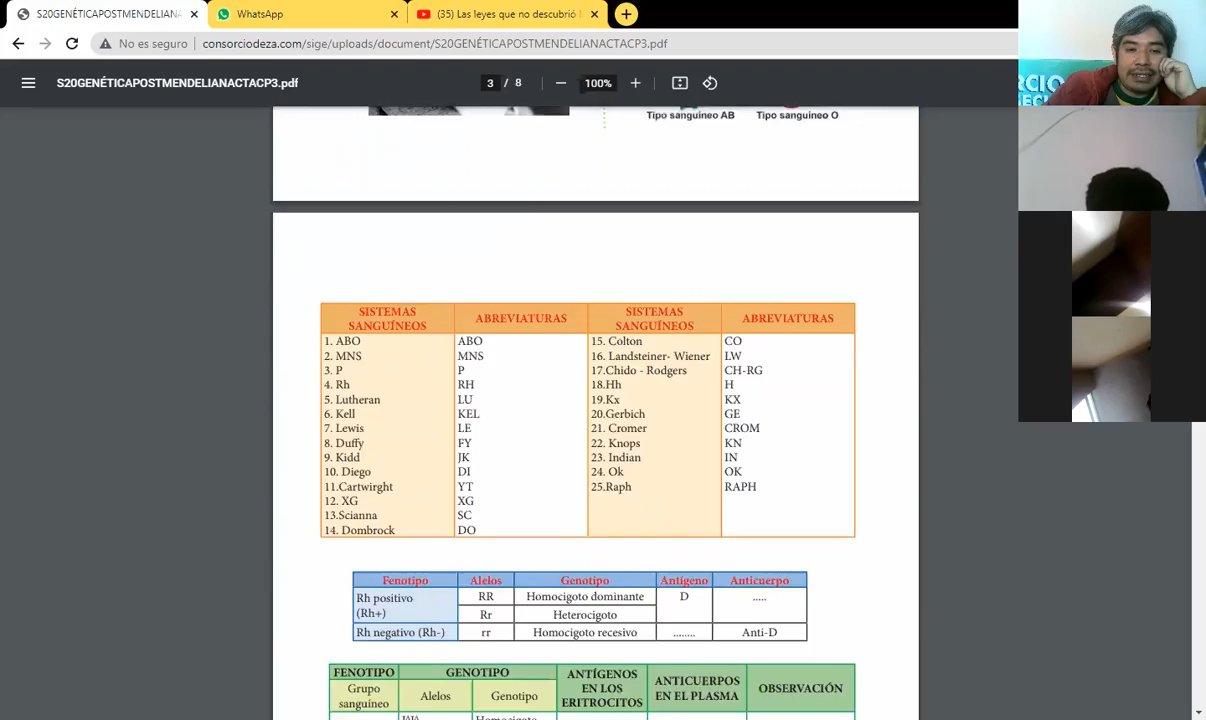 S20GENÉTICAPOSTMENDELIANA
WhatsApp
(35) Las leyes que no descubrió
No es seguro
consorciodeza.com/sige/uploads/document/S20GENÉTICAPOSTMENDELIANACTACP3.pdf
S20GENÉTICAPOSTMENDELIANACTACP3.pdf
3 / 8
100%
Tipo sanguíneo AB Tipo sanguíneo O
SISTEMAS SANGUÍNEOS ABREVIATURAS SISTEMAS SANGUÍNEOS ABREVIATURAS
1. ABO ABO 15. Colton CO
2. MNS MNS 16. Landsteiner- Wiener LW
3. P P 17.Chido - Rodgers CH-RG
4. Rh RH 18.Hh H
5. Lutheran LU 19.Kx KX
6. Kell KEL 20.Gerbich GE
7. Lewis LE 21. Cromer CROM
8. Duffy FY 22. Knops KN
9. Kidd JK 23. Indian IN
10. Diego DI 24. Ok OK
11.Cartwirght YT 25.Raph RAPH
12. XG XG
13.Scianna SC
14. Dombrock DO
Fenotipo Alelos Genotipo Antígeno Anticuerpo
Rh positivo (Rh+) RR Homocigoto dominante D .....
Rr Heterocigoto
Rh negativo (Rh-) rr Homocigoto recesivo ........ Anti-D
FENOTIPO GENOTIPO ANTÍGENOS EN LOS ERITROCITOS ANTICUERPOS EN EL PLASMA OBSERVACIÓN
Grupo sanguíneo Alelos Genotipo
Homocigoto